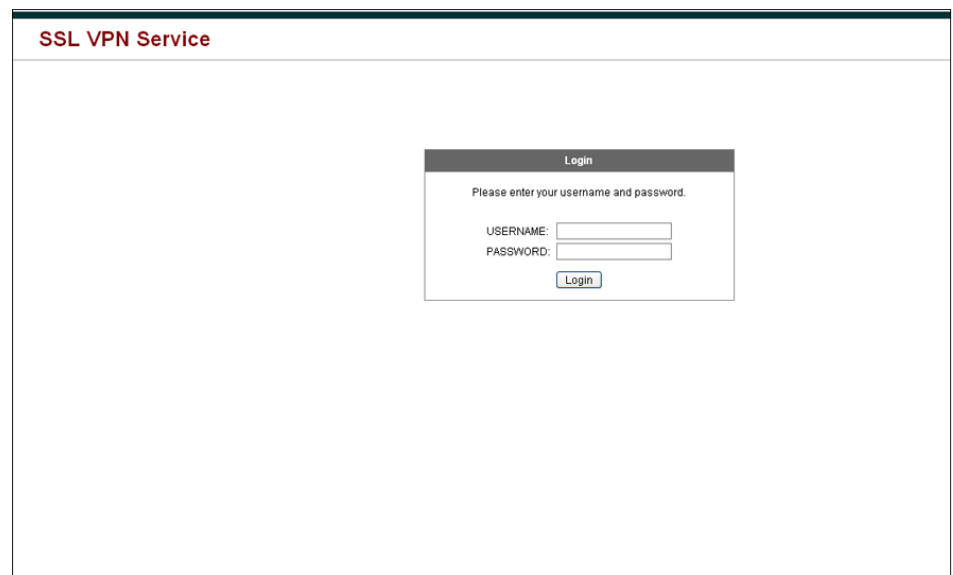 SSL VPN Service
Login
Please enter your username and password.
USERNAME:
PASSWORD:
Login